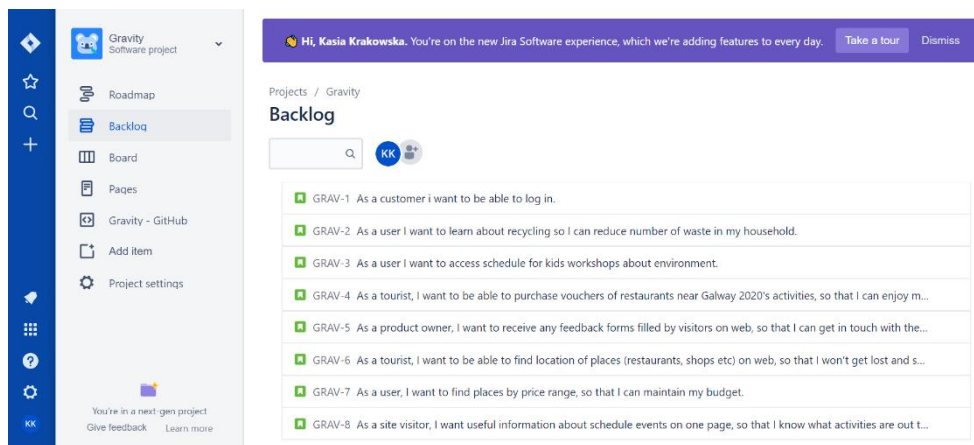 Gravity
Software project
Roadmap
Backlog
Board
Pages
Gravity - GitHub
Add item
Project settings
You're in a next-gen project
Give feedback Learn more
KK
Hi, Kasia Krakowska. You're on the new Jira Software experience, which we're adding features to every day. Take a tour Dismiss
Projects / Gravity
Backlog
KK
GRAV-1 As a customer i want to be able to log in.
GRAV-2 As a user I want to learn about recycling so I can reduce number of waste in my household.
GRAV-3 As a user I want to access schedule for kids workshops about environment.
GRAV-4 As a tourist, I want to be able to purchase vouchers of restaurants near Galway 2020's activities, so that I can enjoy m...
GRAV-5 As a product owner, I want to receive any feedback forms filled by visitors on web, so that I can get in touch with the...
GRAV-6 As a tourist, I want to be able to find location of places (restaurants, shops etc) on web, so that I won't get lost and s...
GRAV-7 As a user, I want to find places by price range, so that I can maintain my budget.
GRAV-8 As a site visitor, I want useful information about schedule events on one page, so that I know what activities are out t...